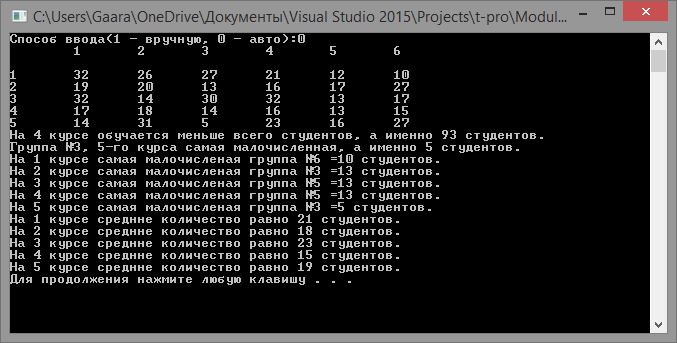 C:\Users\Gaara\OneDrive\Документы\Visual Studio 2015\Projects\t-pro\Modul...
Способ ввода(1 - вручную, 0 - авто):0
1 2 3 4 5 6
1 32 26 27 21 12 10
2 19 20 13 16 17 27
3 32 14 30 32 13 17
4 17 18 14 16 13 15
5 14 31 5 23 16 27
На 4 курсе обучается меньше всего студентов, а именно 93 студентов.
Группа №3, 5-го курса самая малочисленная, а именно 5 студентов.
На 1 курсе самая малочисленая группа №6 =10 студентов.
На 2 курсе самая малочисленая группа №3 =13 студентов.
На 3 курсе самая малочисленая группа №5 =13 студентов.
На 4 курсе самая малочисленая группа №5 =13 студентов.
На 5 курсе самая малочисленая группа №3 =5 студентов.
На 1 курсе средние количество равно 21 студентов.
На 2 курсе средние количество равно 18 студентов.
На 3 курсе средние количество равно 23 студентов.
На 4 курсе средние количество равно 15 студентов.
На 5 курсе средние количество равно 19 студентов.
Для продолжения нажмите любую клавишу . . .